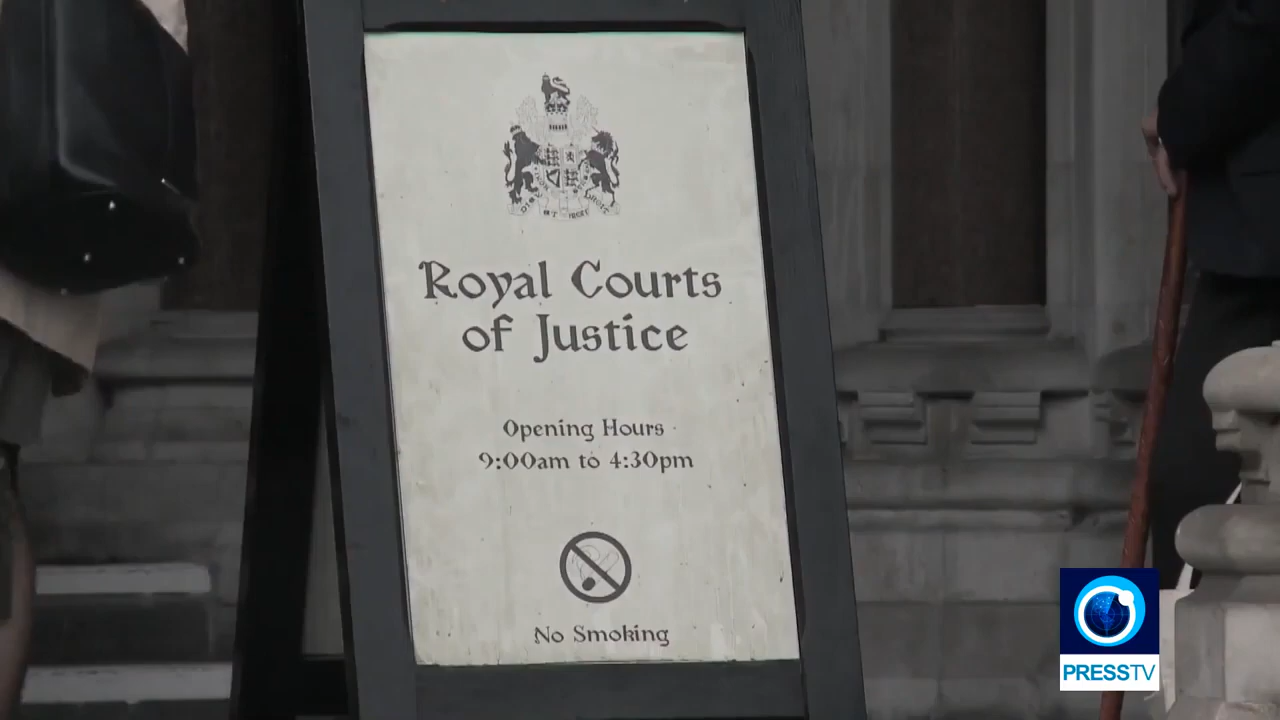 Royal Courts
of Justice
Opening Hours
9:00am to 4:30pm
No Smoking
PRESSTV